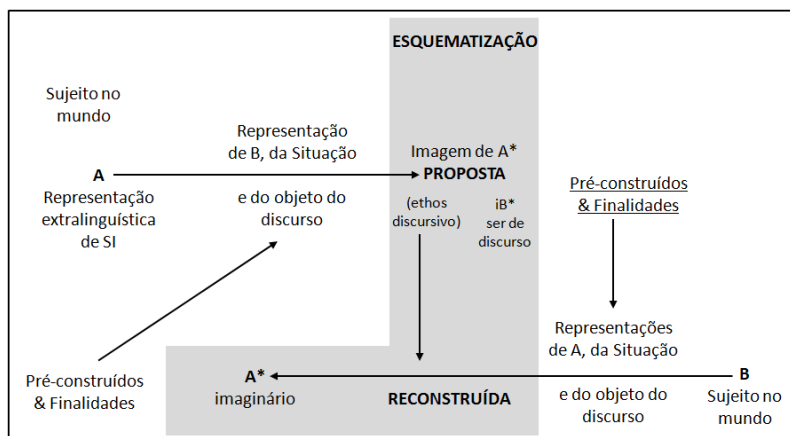 ESQUEMATIZAÇÃO
Sujeito no
mundo
Representação
de B, da Situação
Imagem de A*
PROPOSTA
A
Representação
extralinguística
de SI
e do objeto do
discurso
(ethos
discursivo)
iB*
ser de
discurso
Pré-construídos
& Finalidades
Representações
de A, da Situação
Pré-construídos
& Finalidades
A*
imaginário
RECONSTRUÍDA
e do objeto do
discurso
B
Sujeito no
mundo